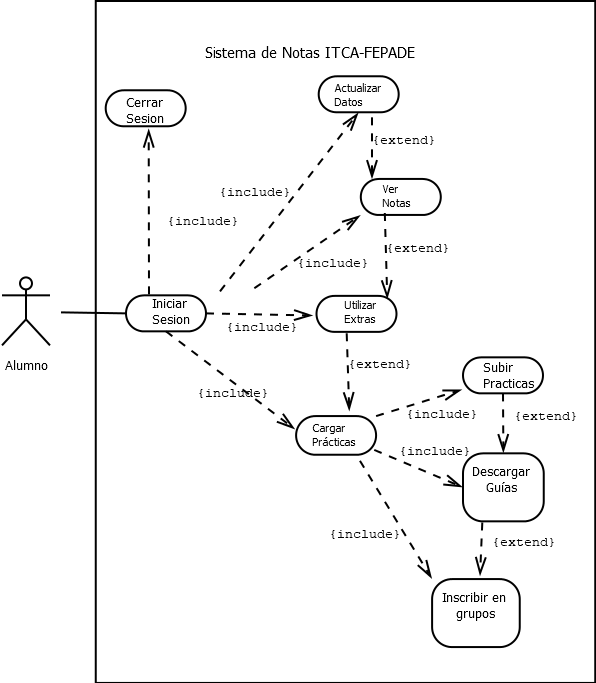 Sistema de Notas ITCA-FEPADE
Cerrar
Sesion
Actualizar
Datos
{extend}
{include}
Ver
Notas
{include}
{extend}
{include}
Alumno
Iniciar
Sesion
{include}
Utilizar
Extras
{extend}
{include}
Subir
Practicas
{include}
{extend}
Cargar
Prácticas
{include}
Descargar
Guías
{include}
{extend}
Inscribir en
grupos